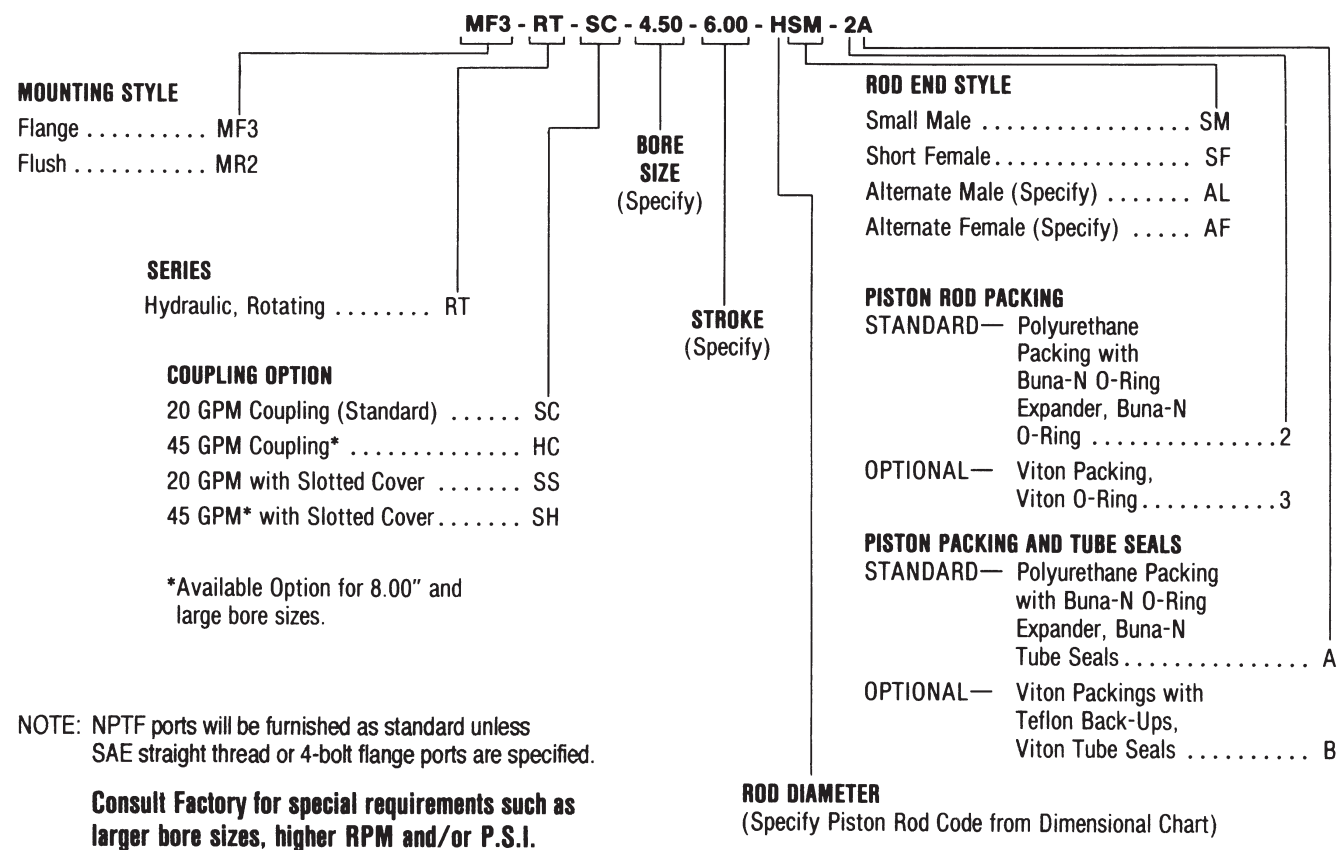 MF3 - RT - SC - 4.50 - 6.00 - HSM - 2A
MOUNTING STYLE
Flange .......... MF3
Flush ........... MR2
SERIES
Hydraulic, Rotating ........ RT
COUPLING OPTION
20 GPM Coupling (Standard) ...... SC
45 GPM Coupling* .............. HC
20 GPM with Slotted Cover ....... SS
45 GPM* with Slotted Cover....... SH
*Available Option for 8.00" and
large bore sizes.
BORE
SIZE
(Specify)
STROKE
(Specify)
ROD END STYLE
Small Male ................. SM
Short Female................ SF
Alternate Male (Specify) ....... AL
Alternate Female (Specify) ..... AF
PISTON ROD PACKING
STANDARD— Polyurethane
Packing with
Buna-N O-Ring
Expander, Buna-N
O-Ring ...............2
OPTIONAL— Viton Packing,
Viton O-Ring...........3
PISTON PACKING AND TUBE SEALS
STANDARD— Polyurethane Packing
with Buna-N O-Ring
Expander, Buna-N
Tube Seals............... A
OPTIONAL— Viton Packings with
Teflon Back-Ups,
Viton Tube Seals .......... B
ROD DIAMETER
(Specify Piston Rod Code from Dimensional Chart)
NOTE: NPTF ports will be furnished as standard unless
SAE straight thread or 4-bolt flange ports are specified.
Consult Factory for special requirements such as
larger bore sizes, higher RPM and/or P.S.I.